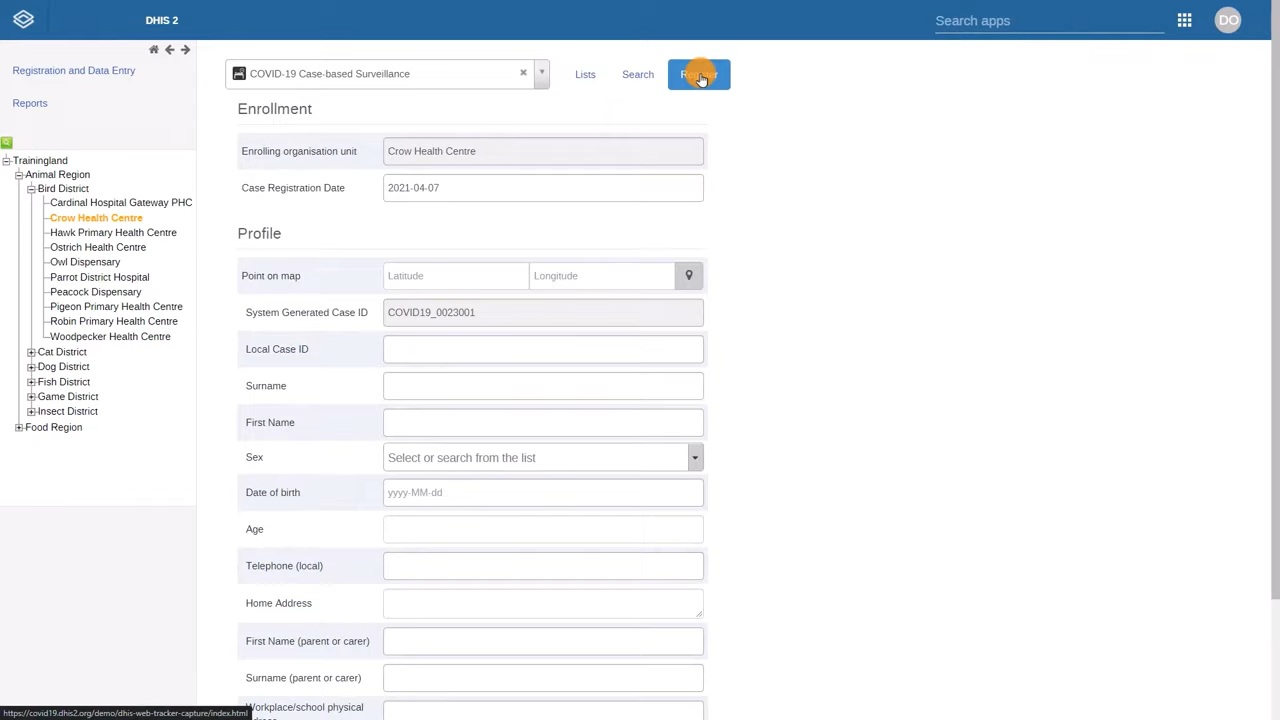 DHIS 2
Search apps
DO
Registration and Data Entry
Reports
COVID-19 Case-based Surveillance
Lists
Search
Register
Trainingland
Animal Region
Bird District
Cardinal Hospital Gateway PHC
Crow Health Centre
Hawk Primary Health Centre
Ostrich Health Centre
Owl Dispensary
Parrot District Hospital
Peacock Dispensary
Pigeon Primary Health Centre
Robin Primary Health Centre
Woodpecker Health Centre
Cat District
Dog District
Fish District
Game District
Insect District
Food Region
Enrollment
Enrolling organisation unit Crow Health Centre
Case Registration Date 2021-04-07
Profile
Point on map Latitude Longitude
System Generated Case ID COVID19_0023001
Local Case ID
Surname
First Name
Sex Select or search from the list
Date of birth yyyy-MM-dd
Age
Telephone (local)
Home Address
First Name (parent or carer)
Surname (parent or carer)
Workplace/school physical
https://covid19.dhis2.org/demo/dhis-web-tracker-capture/index.html